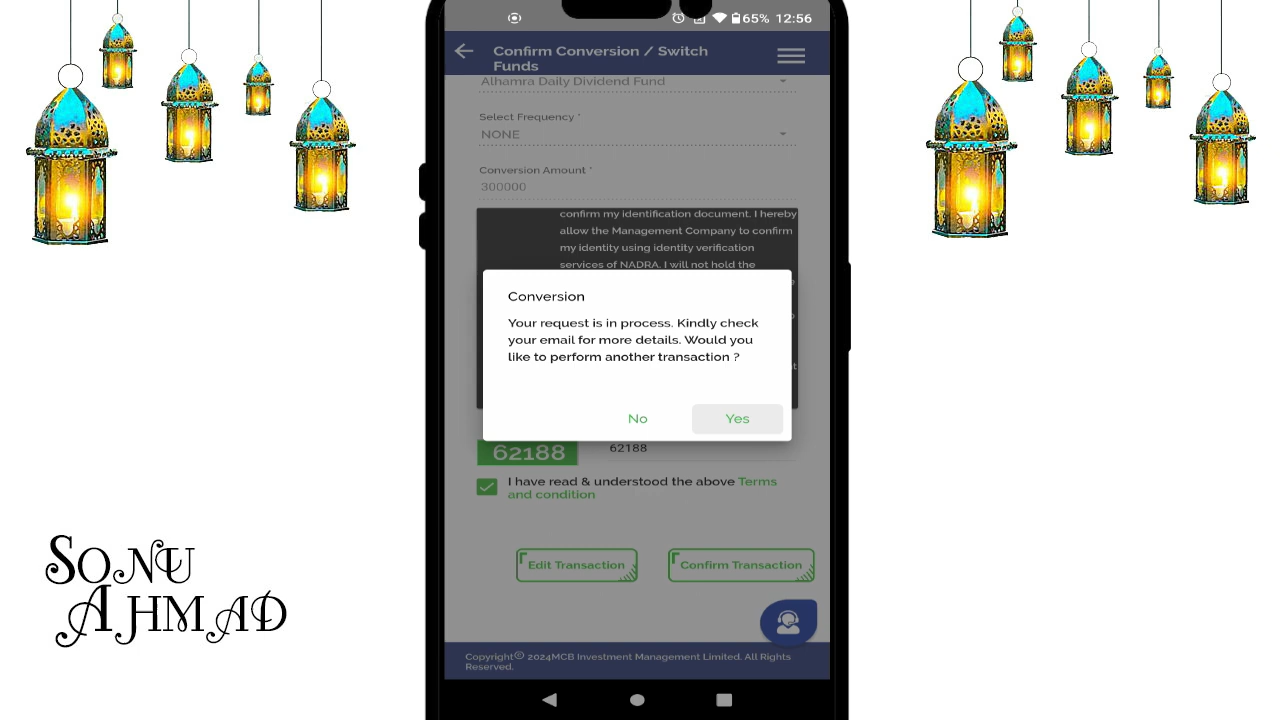 65% 12:56
Confirm Conversion / Switch
Funds
Alhamra Daily Dividend Fund
Select Frequency *
NONE
Conversion Amount *
300000
confirm my identification document. I hereby
allow the Management Company to confirm
my identity using identity verification
services of NADRA. I will not hold the
Conversion
Your request is in process. Kindly check
your email for more details. Would you
like to perform another transaction ?
No Yes
62188 62188
I have read & understood the above Terms
and condition
Edit Transaction Confirm Transaction
Copyright© 2024MCB Investment Management Limited. All Rights
Reserved.
SONU
AHMAD